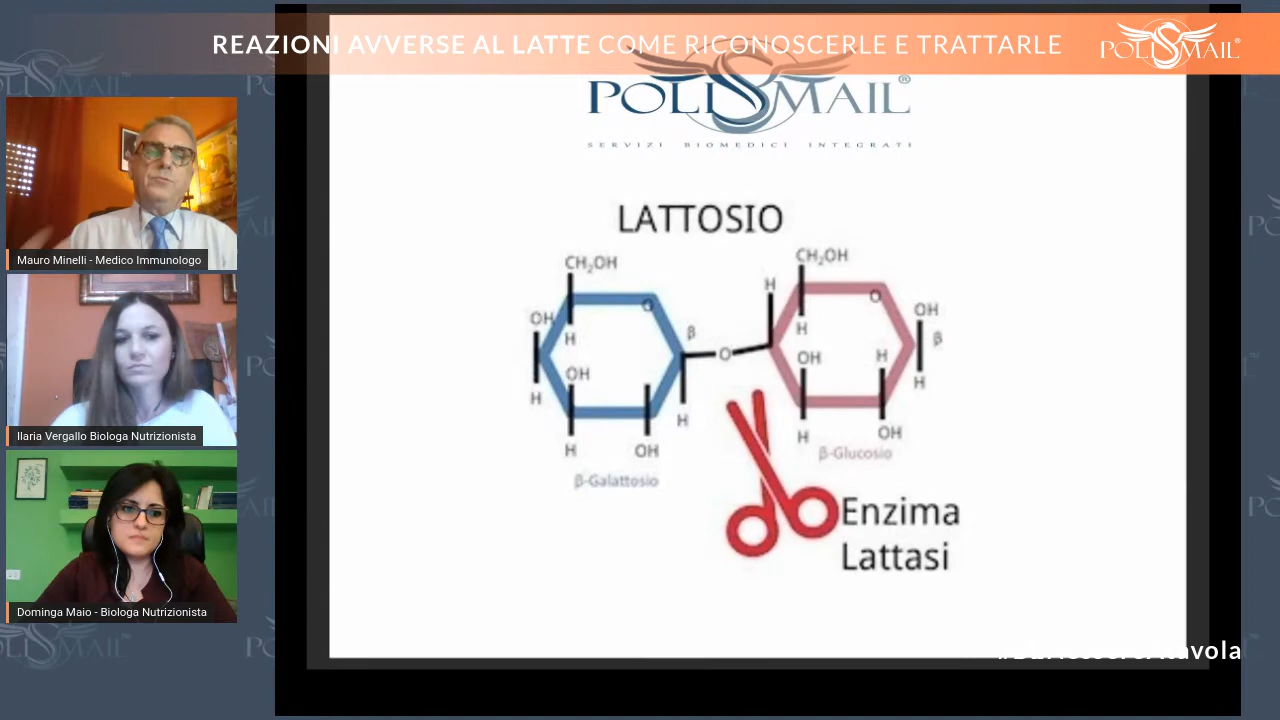 REAZIONI AVVERSE AL LATTE COME RICONOSCERLE E TRATTARLE
POLISMAIL
POLISMAIL®
SERVIZI BIOMEDICI INTEGRATI
Mauro Minelli - Medico Immunologo
Ilaria Vergallo Biologa Nutrizionista
Dominga Maio - Biologa Nutrizionista
LATTOSIO
CH₂OH
CH₂OH
O
O
H
OH
OH
β
H
H
β
O
OH
OH
H
H
H
H
H
OH
H
OH
β-Galattosio
β-Glucosio
Enzima
Lattasi